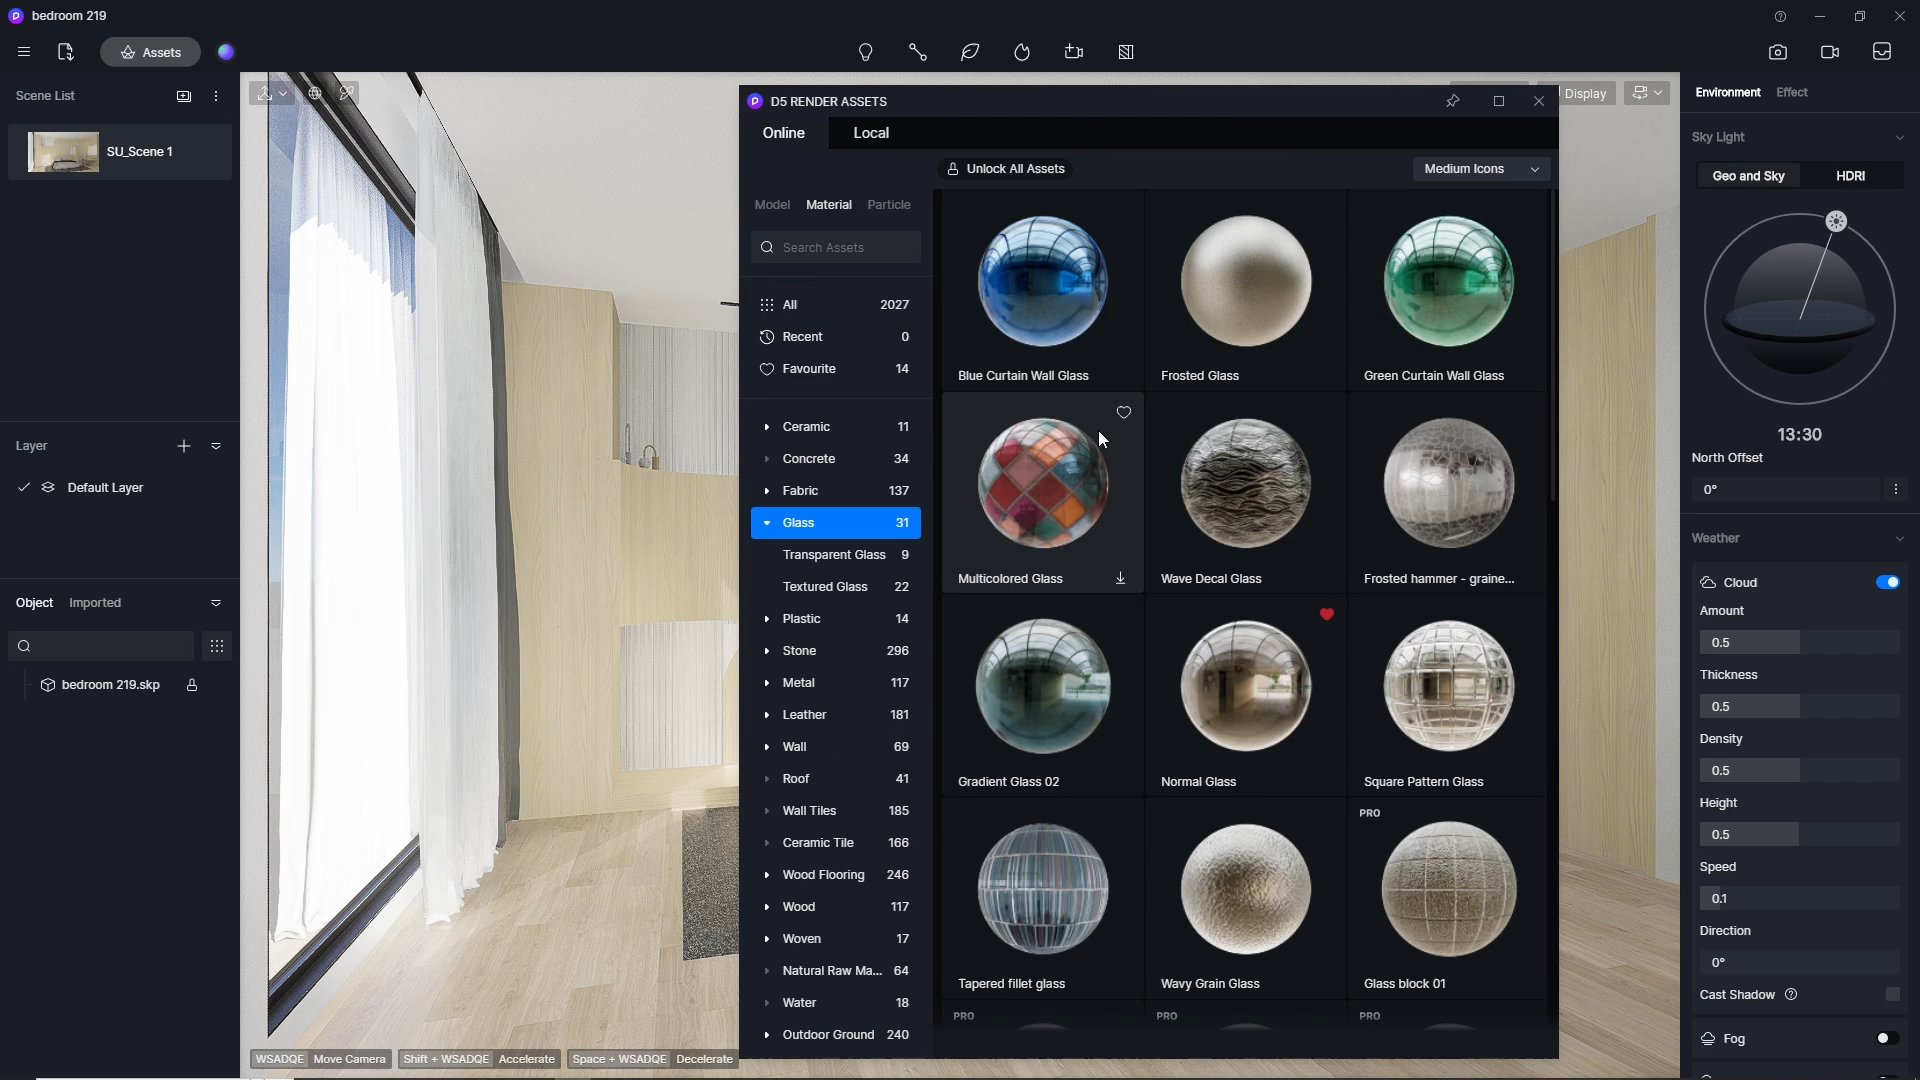 bedroom 219
Assets
Scene List
SU_Scene 1
Layer
Default Layer
Object
Imported
bedroom 219.skp
Display
D5 RENDER ASSETS
Online
Local
Unlock All Assets
Medium Icons
Model
Material
Particle
Search Assets
All 2027
Recent 0
Favourite 14
Ceramic 11
Concrete 34
Fabric 137
Glass 31
Transparent Glass 9
Textured Glass 22
Plastic 14
Stone 296
Metal 117
Leather 181
Wall 69
Roof 41
Wall Tiles 185
Ceramic Tile 166
Wood Flooring 246
Wood 117
Woven 17
Natural Raw Ma... 64
Water 18
Outdoor Ground 240
Blue Curtain Wall Glass
Frosted Glass
Green Curtain Wall Glass
Multicolored Glass
Wave Decal Glass
Frosted hammer - graine...
Gradient Glass 02
Normal Glass
Square Pattern Glass
PRO
Tapered fillet glass
Wavy Grain Glass
Glass block 01
PRO
PRO
PRO
WSADQE Move Camera
Shift + WSADQE Accelerate
Space + WSADQE Decelerate
Environment
Effect
Sky Light
Geo and Sky
HDRI
13:30
North Offset
0°
Weather
Cloud
Amount
0.5
Thickness
0.5
Density
0.5
Height
0.5
Speed
0.1
Direction
0°
Cast Shadow
Fog